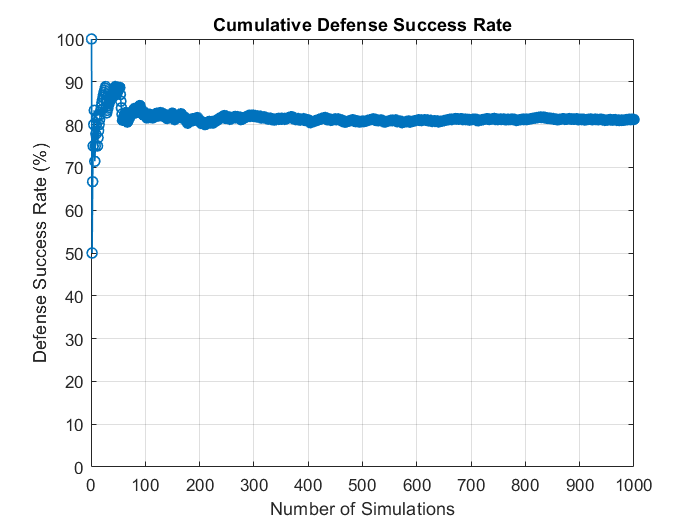 Cumulative Defense Success Rate
Defense Success Rate (%)
100
90
80
70
60
50
40
30
20
10
0
0 100 200 300 400 500 600 700 800 900 1000
Number of Simulations